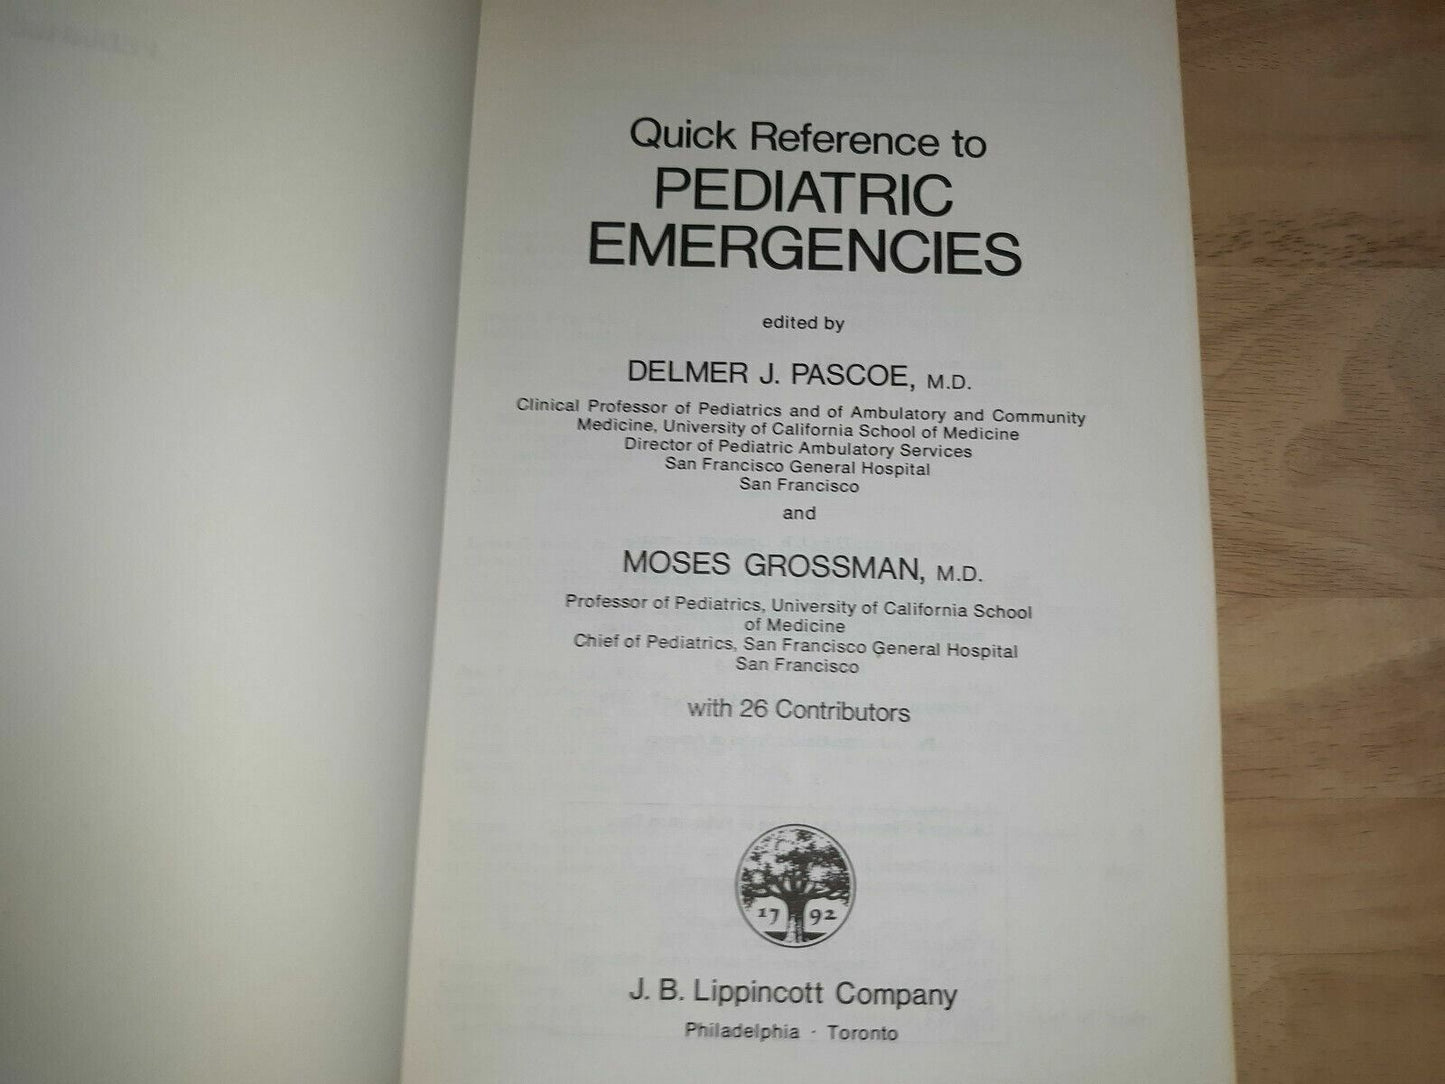 Quick Reference to
PEDIATRIC
EMERGENCIES
edited by
DELMER J. PASCOE, M.D.
Clinical Professor of Pediatrics and of Ambulatory and Community
Medicine, University of California School of Medicine
Director of Pediatric Ambulatory Services
San Francisco General Hospital
San Francisco
and
MOSES GROSSMAN, M.D.
Professor of Pediatrics, University of California School
of Medicine
Chief of Pediatrics, San Francisco General Hospital
San Francisco
with 26 Contributors
17 92
J. B. Lippincott Company
Philadelphia · Toronto